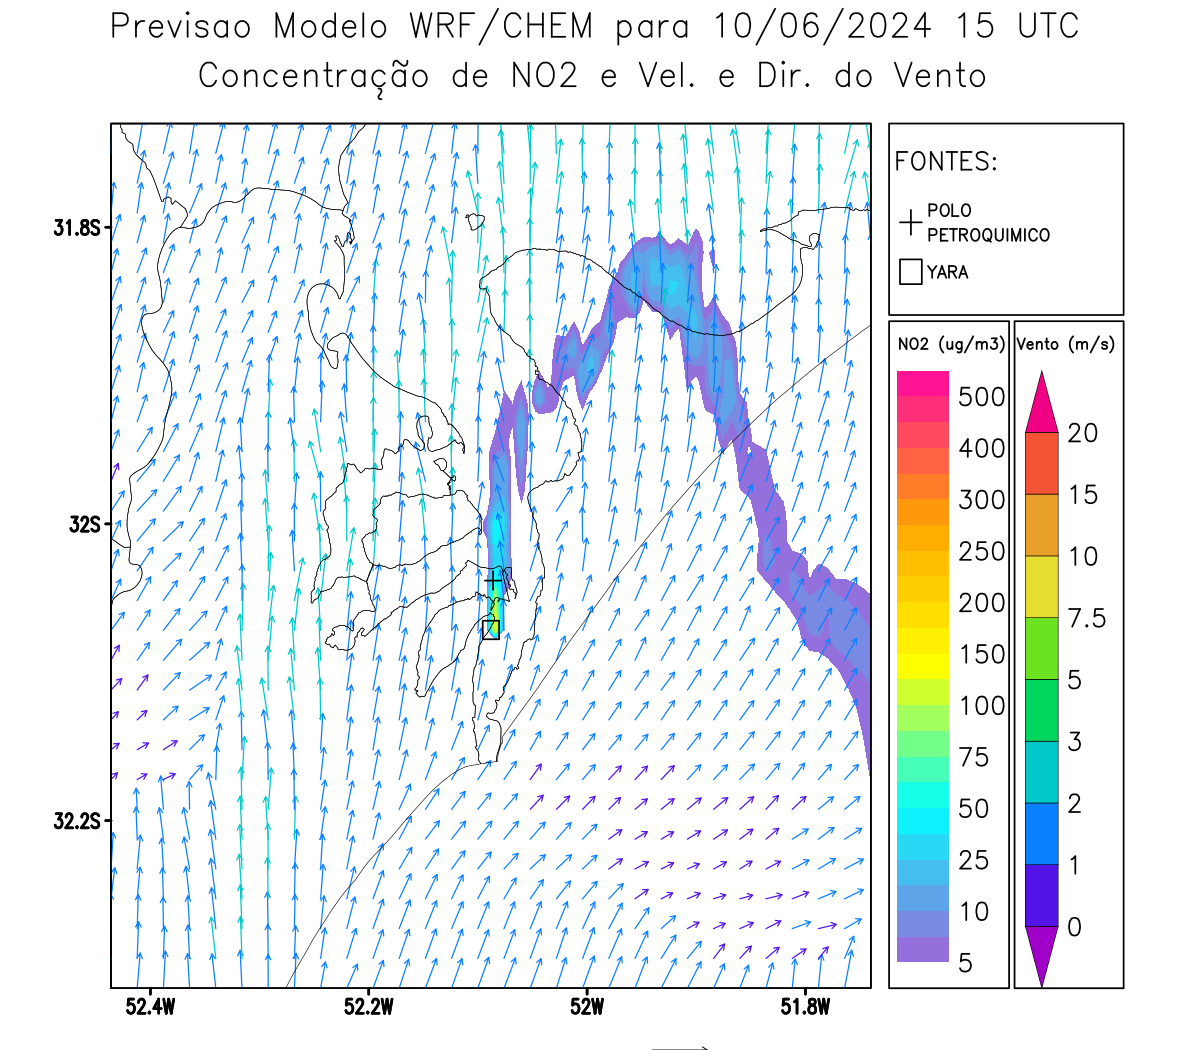 Previsao Modelo WRF/CHEM para 10/06/2024 15 UTC
Concentração de NO2 e Vel. e Dir. do Vento
FONTES:
POLO
PETROQUIMICO
YARA
NO2 (ug/m3)
500
400
300
250
200
150
100
75
50
25
10
5
Vento (m/s)
20
15
10
7.5
5
3
2
1
0
31.8S
32S
32.2S
52.4W
52.2W
52W
51.8W